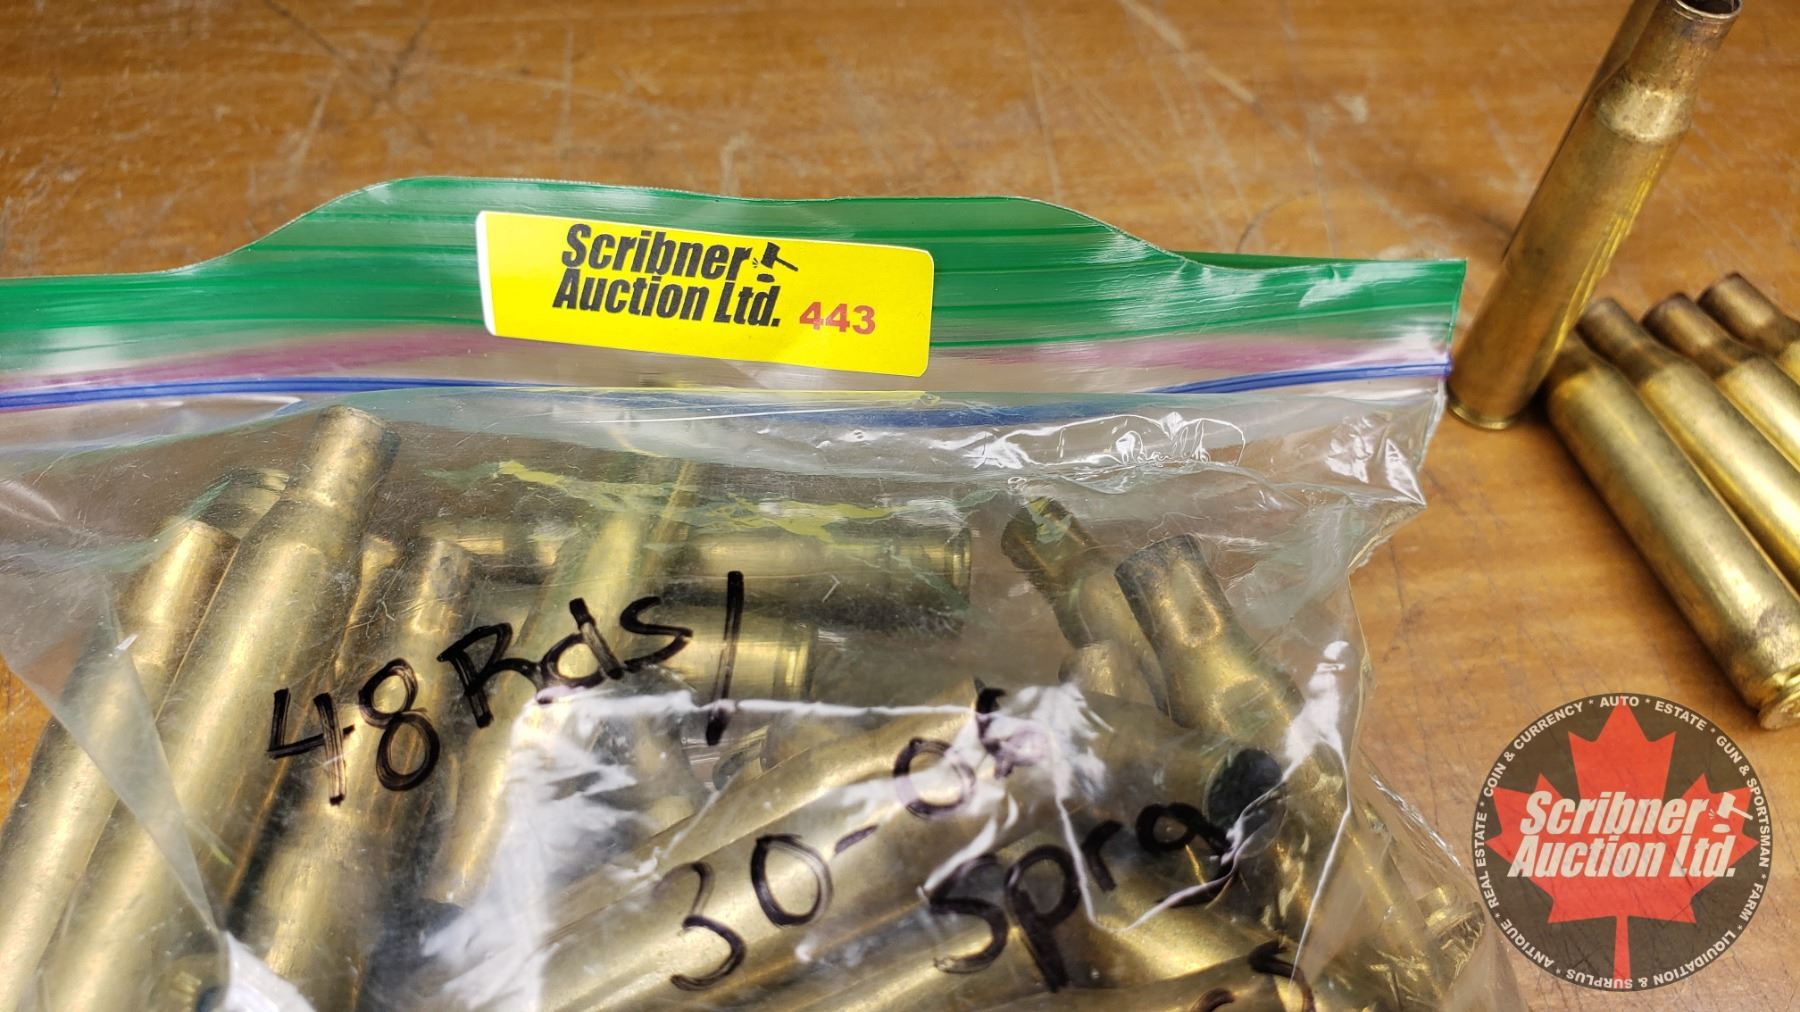 Scribner
Auction Ltd. 443
48 Rds/
30-06
Scribner
Auction Ltd.
* COIN & CURRENCY * AUTO * ESTATE * GUN & SPORTSMAN * FARM * LIQUIDATION & SURPLUS * ANTIQUE * REAL ESTATE